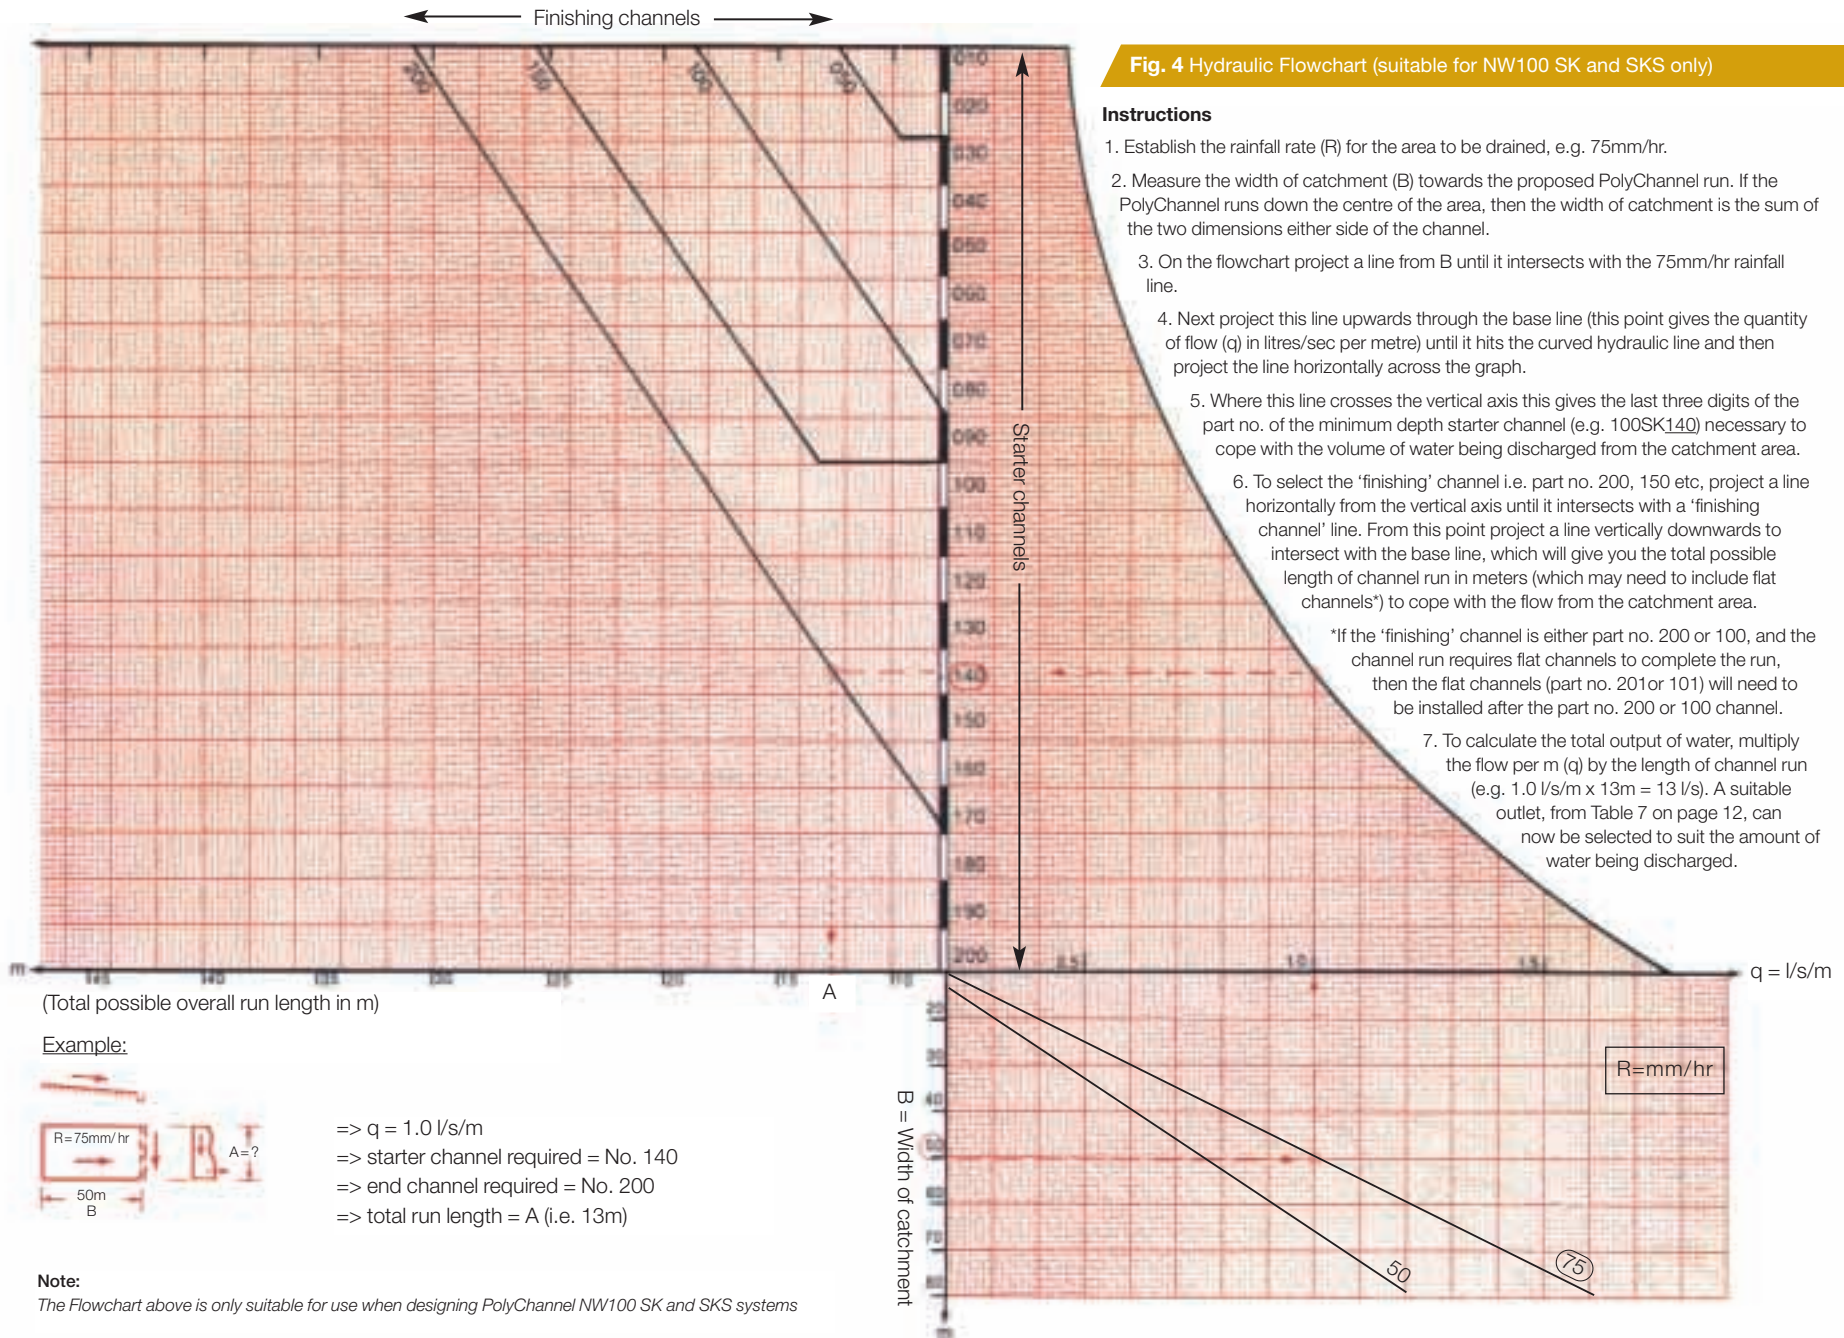 Finishing channels
200
150
100
050
010
020
030
040
050
060
070
080
090
100
110
120
130
140
150
160
170
180
190
200
Starter channels
Fig. 4 Hydraulic Flowchart (suitable for NW100 SK and SKS only)
Instructions
1. Establish the rainfall rate (R) for the area to be drained, e.g. 75mm/hr.
2. Measure the width of catchment (B) towards the proposed PolyChannel run. If the
PolyChannel runs down the centre of the area, then the width of catchment is the sum of
the two dimensions either side of the channel.
3. On the flowchart project a line from B until it intersects with the 75mm/hr rainfall
line.
4. Next project this line upwards through the base line (this point gives the quantity
of flow (q) in litres/sec per metre) until it hits the curved hydraulic line and then
project the line horizontally across the graph.
5. Where this line crosses the vertical axis this gives the last three digits of the
part no. of the minimum depth starter channel (e.g. 100SK140) necessary to
cope with the volume of water being discharged from the catchment area.
6. To select the ‘finishing’ channel i.e. part no. 200, 150 etc, project a line
horizontally from the vertical axis until it intersects with a ‘finishing
channel’ line. From this point project a line vertically downwards to
intersect with the base line, which will give you the total possible
length of channel run in meters (which may need to include flat
channels*) to cope with the flow from the catchment area.
*If the ‘finishing’ channel is either part no. 200 or 100, and the
channel run requires flat channels to complete the run,
then the flat channels (part no. 201or 101) will need to
be installed after the part no. 200 or 100 channel.
7. To calculate the total output of water, multiply
the flow per m (q) by the length of channel run
(e.g. 1.0 l/s/m x 13m = 13 l/s). A suitable
outlet, from Table 7 on page 12, can
now be selected to suit the amount of
water being discharged.
m
0.5
1.0
1.5
q = l/s/m
A
(Total possible overall run length in m)
Example:
R=75mm/hr
A=?
50m
B
=> q = 1.0 l/s/m
=> starter channel required = No. 140
=> end channel required = No. 200
=> total run length = A (i.e. 13m)
B = Width of catchment
20
30
40
50
60
70
80
m
R=mm/hr
50
75
Note:
The Flowchart above is only suitable for use when designing PolyChannel NW100 SK and SKS systems